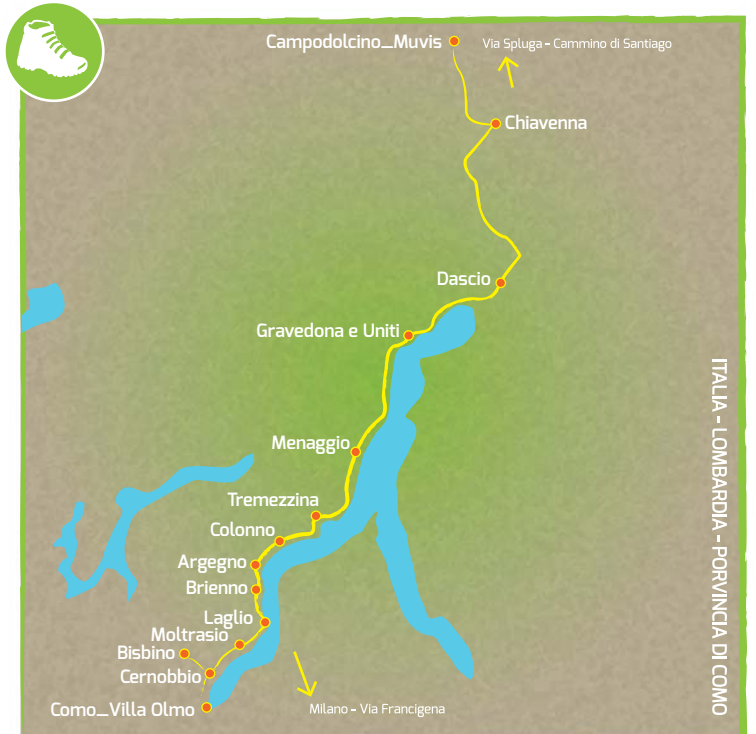 Campodolcino_Muvis
Via Spluga - Cammino di Santiago
Chiavenna
Dascio
Gravedona e Uniti
Menaggio
Tremezzina
Colonno
Argegno
Brienno
Laglio
Moltrasio
Bisbino
Cernobbio
Como_Villa Olmo
Milano - Via Francigena
ITALIA - LOMBARDIA - PORVINCIA DI COMO